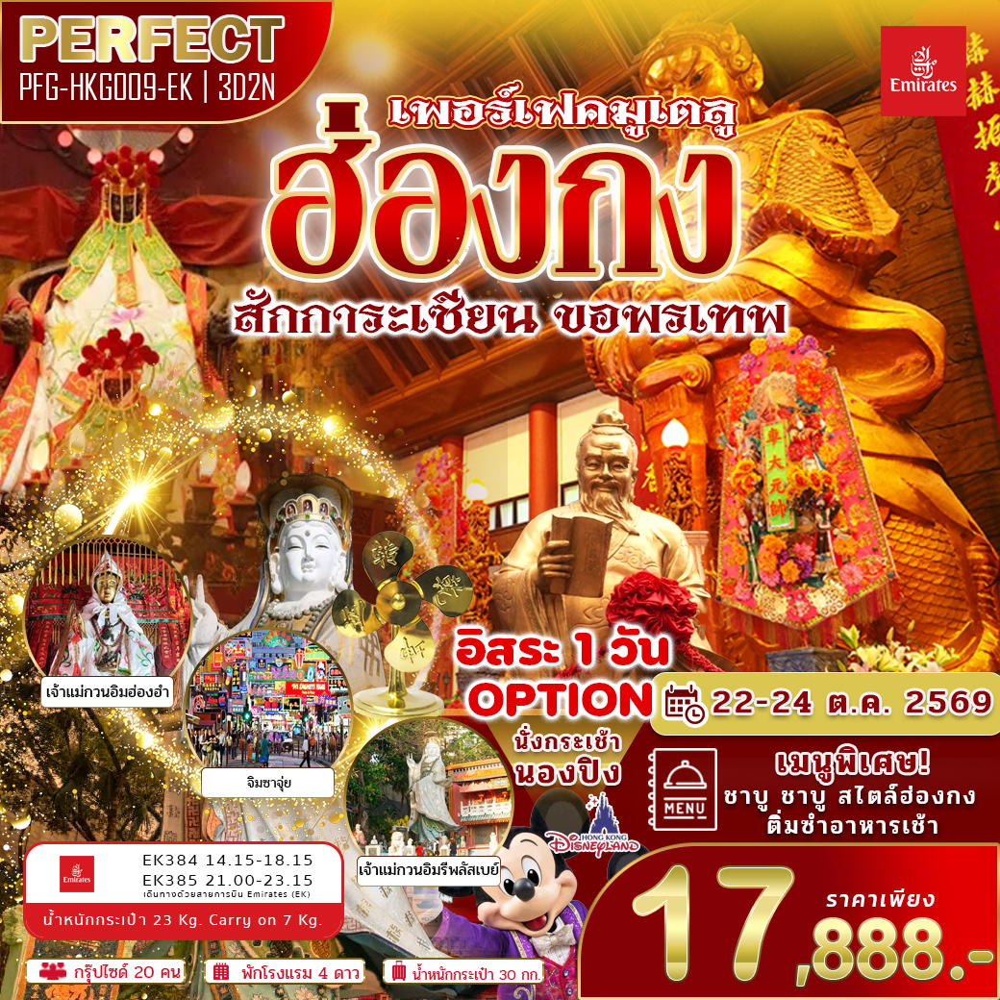 PERFECT
PFG-HKG009-EK | 3D2N
Emirates
เพอร์เฟคมูเตลู
ฮ่องกง
สักการะเซียน ขอพรเทพ
車大元帥
เจ้าแม่กวนอิมฮ่องฮำ
จิมซาจุ่ย
เจ้าแม่กวนอิมรีพลัสเบย์
อิสระ 1 วัน
OPTION
นั่งกระเช้า
นองปิง
HONG KONG
DISNEYLAND
22-24 ต.ค. 2569
MENU
เมนูพิเศษ!
ชาบู ชาบู สไตล์ฮ่องกง
ติ่มซำอาหารเช้า
Emirates
EK384 14.15-18.15
EK385 21.00-23.15
เดินทางด้วยสายการบิน Emirates (EK)
น้ำหนักกระเป๋า 23 Kg. Carry on 7 Kg.
กรุ๊ปไซด์ 20 คน
พักโรงแรม 4 ดาว
น้ำหนักกระเป๋า 30 กก.
ราคาเพียง
17,888.-